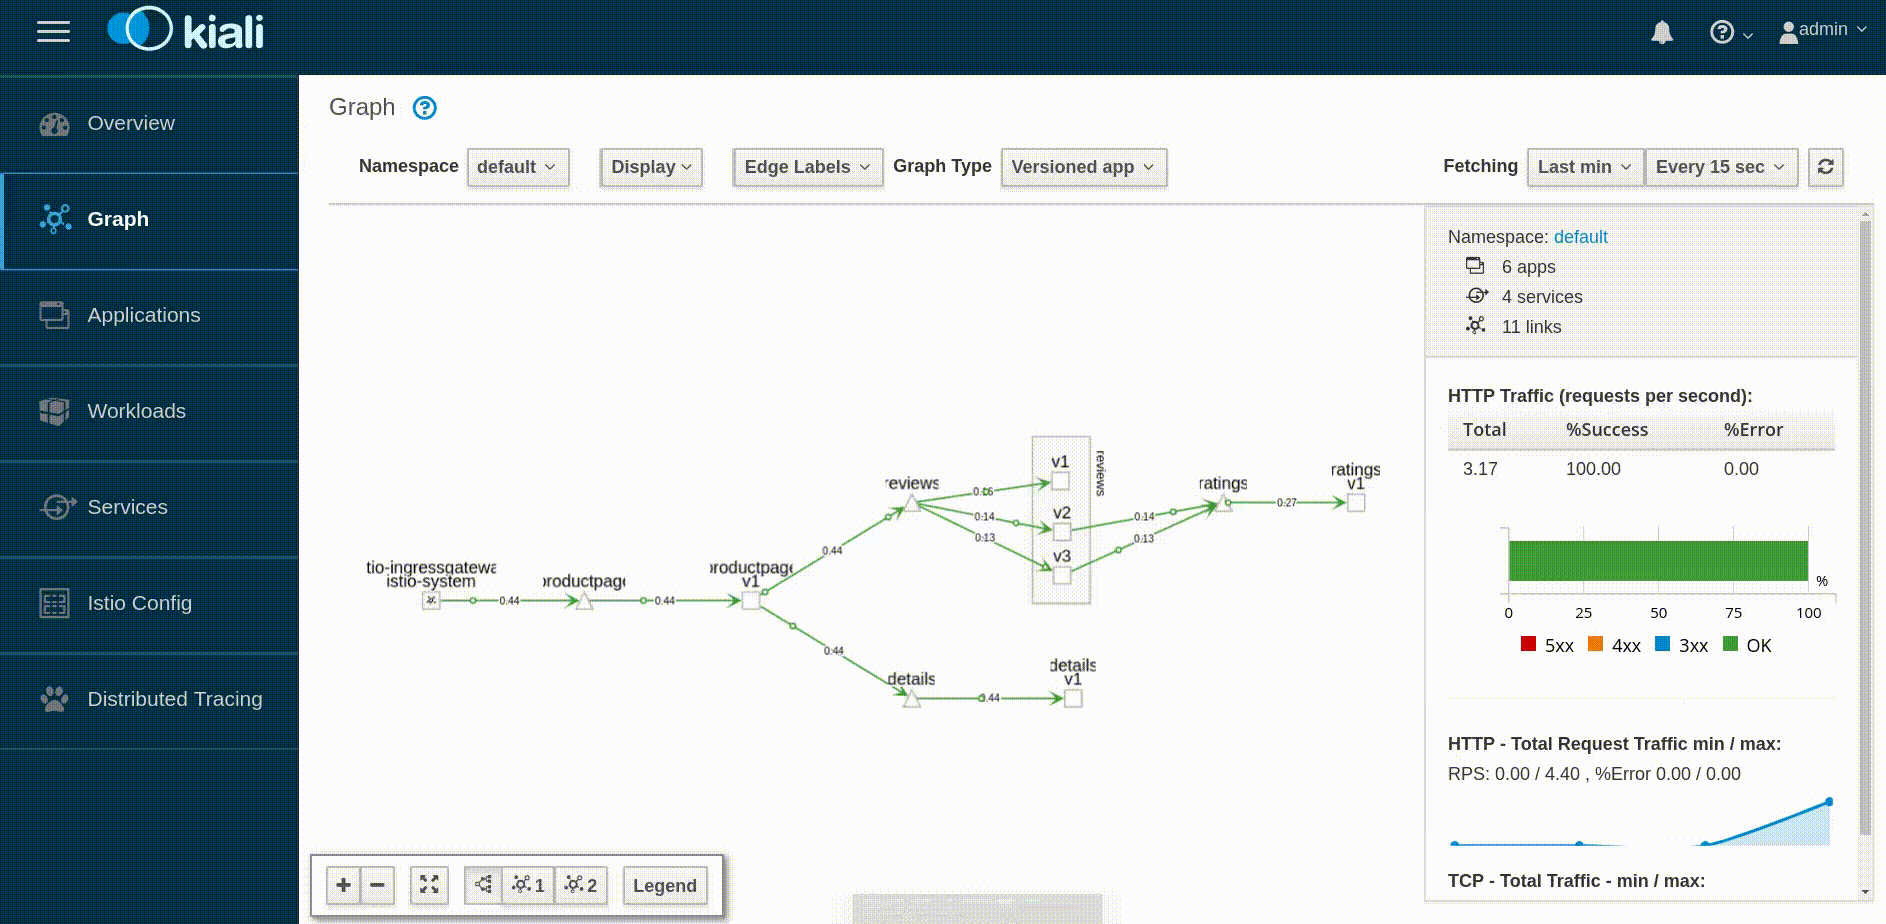 kiali
admin
Overview
Graph
Applications
Workloads
Services
Istio Config
Distributed Tracing
Graph
Namespace default Display Edge Labels Graph Type Versioned app Fetching Last min Every 15 sec
Namespace: default
6 apps
4 services
11 links
HTTP Traffic (requests per second):
Total %Success %Error
3.17 100.00 0.00
%
0 25 50 75 100
5xx 4xx 3xx OK
HTTP - Total Request Traffic min / max:
RPS: 0.00 / 4.40 , %Error 0.00 / 0.00
TCP - Total Traffic - min / max:
tio-ingressgatewa
istio-system
0.44
productpage
0.44
productpage
v1
0.44
0.44
reviews
0.16
0.14
0.13
v1
v2
v3
reviews
0.14
0.13
ratings
0.27
ratings
v1
details
0.44
details
v1
1 2 Legend